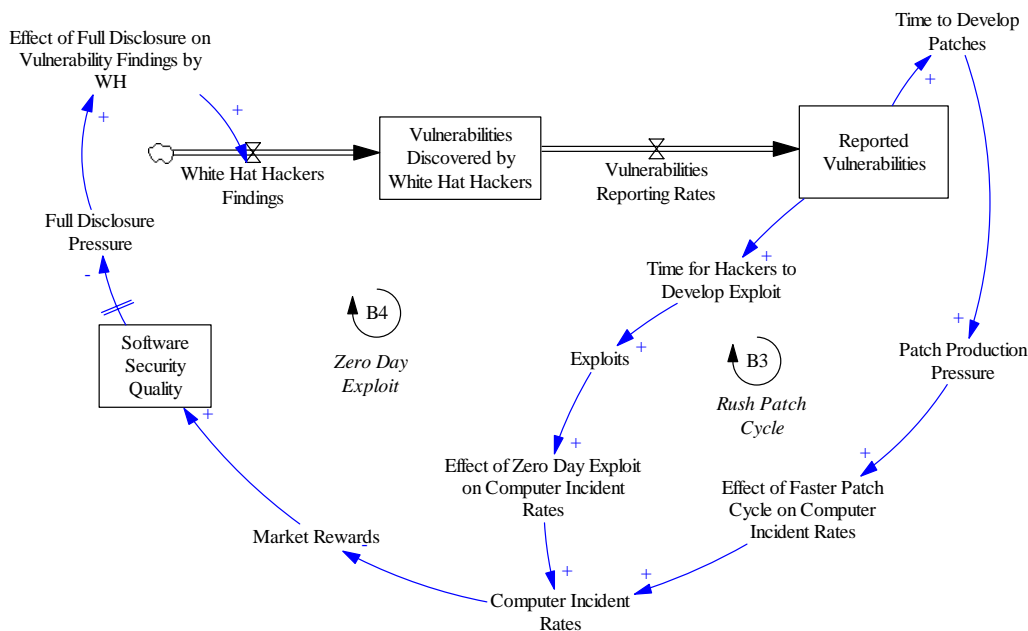 Effect of Full Disclosure on
Vulnerability Findings by
WH
+
+
White Hat Hackers
Findings
Vulnerabilities
Discovered by
White Hat Hackers
Vulnerabilities
Reporting Rates
Reported
Vulnerabilities
Time to Develop
Patches
+
Full Disclosure
Pressure
-
Software
Security
Quality
+
B4
Zero Day
Exploit
Time for Hackers to
Develop Exploit
+
Exploits
+
B3
Rush Patch
Cycle
Patch Production
Pressure
+
Effect of Zero Day Exploit
on Computer Incident
Rates
+
Effect of Faster Patch
Cycle on Computer
Incident Rates
+
Market Rewards
-
Computer Incident
Rates
+
+